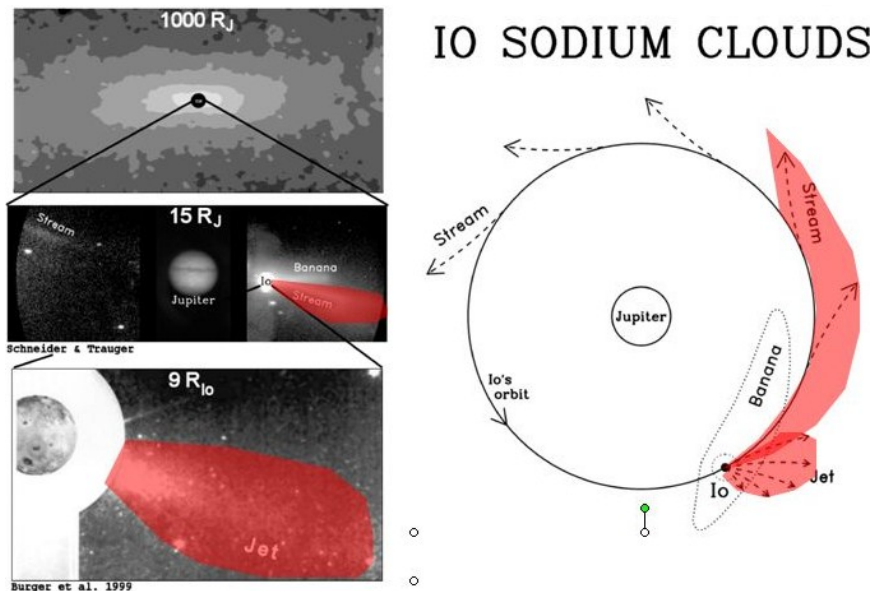 1000 RJ
Stream
15 RJ
Jupiter
Io
Banana
Stream
Schneider & Trauger
9 RIo
Jet
Burger et al. 1999
IO SODIUM CLOUDS
Stream
Stream
Jupiter
Banana
Io's
orbit
Io
Jet